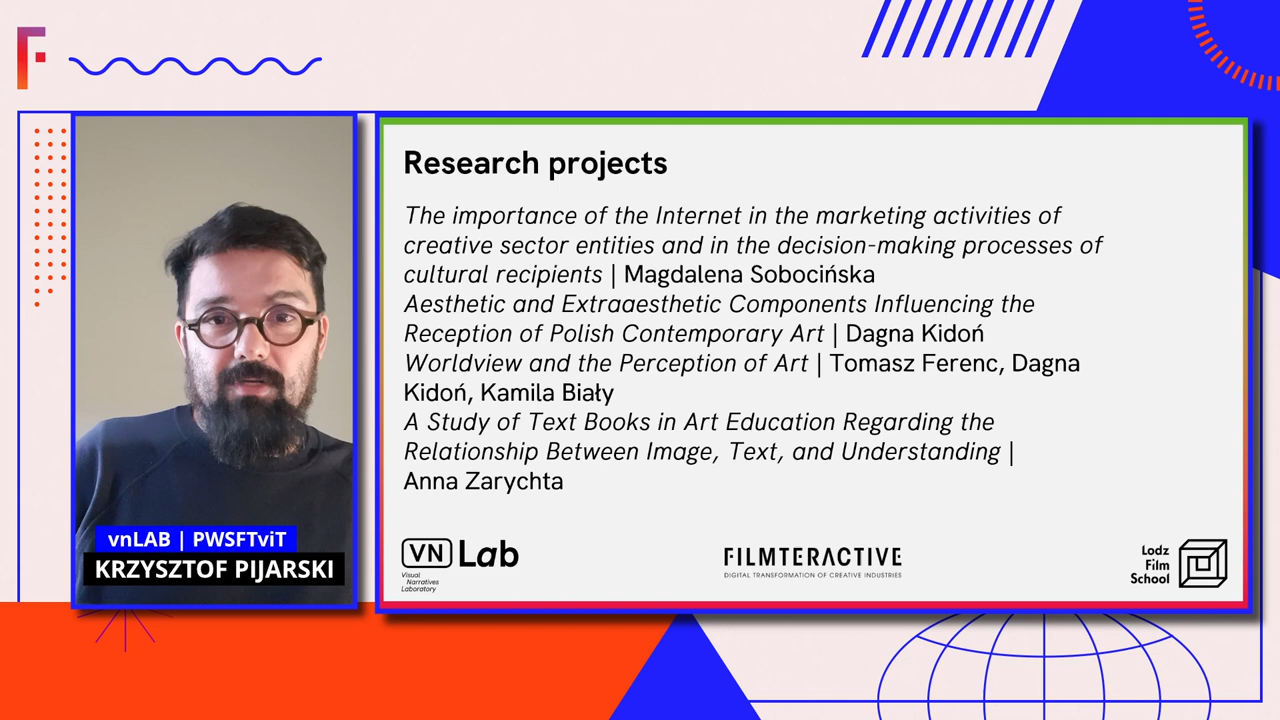 vnLAB | PWSFTviT
KRZYSZTOF PIJARSKI
Research projects
The importance of the Internet in the marketing activities of
creative sector entities and in the decision-making processes of
cultural recipients | Magdalena Sobocińska
Aesthetic and Extraaesthetic Components Influencing the
Reception of Polish Contemporary Art | Dagna Kidoń
Worldview and the Perception of Art | Tomasz Ferenc, Dagna
Kidoń, Kamila Biały
A Study of Text Books in Art Education Regarding the
Relationship Between Image, Text, and Understanding |
Anna Zarychta
VN Lab
Visual
Narratives
Laboratory
FILMTERACTIVE
DIGITAL TRANSFORMATION OF CREATIVE INDUSTRIES
Lodz
Film
School